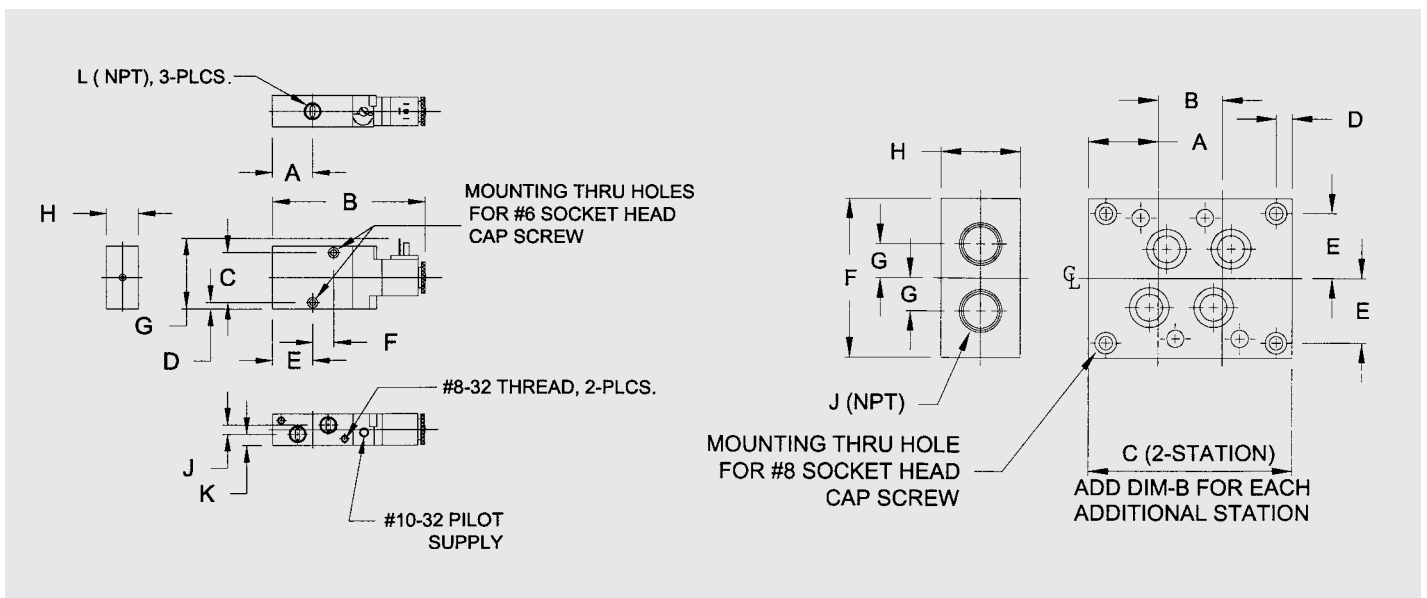 L ( NPT), 3-PLCS.
A
B
MOUNTING THRU HOLES
FOR #6 SOCKET HEAD
CAP SCREW
H
C
G
D
E
F
#8-32 THREAD, 2-PLCS.
J
K
#10-32 PILOT
SUPPLY
B
D
A
H
G
F
G
E
℄
E
J (NPT)
MOUNTING THRU HOLE
FOR #8 SOCKET HEAD
CAP SCREW
C (2-STATION)
ADD DIM-B FOR EACH
ADDITIONAL STATION